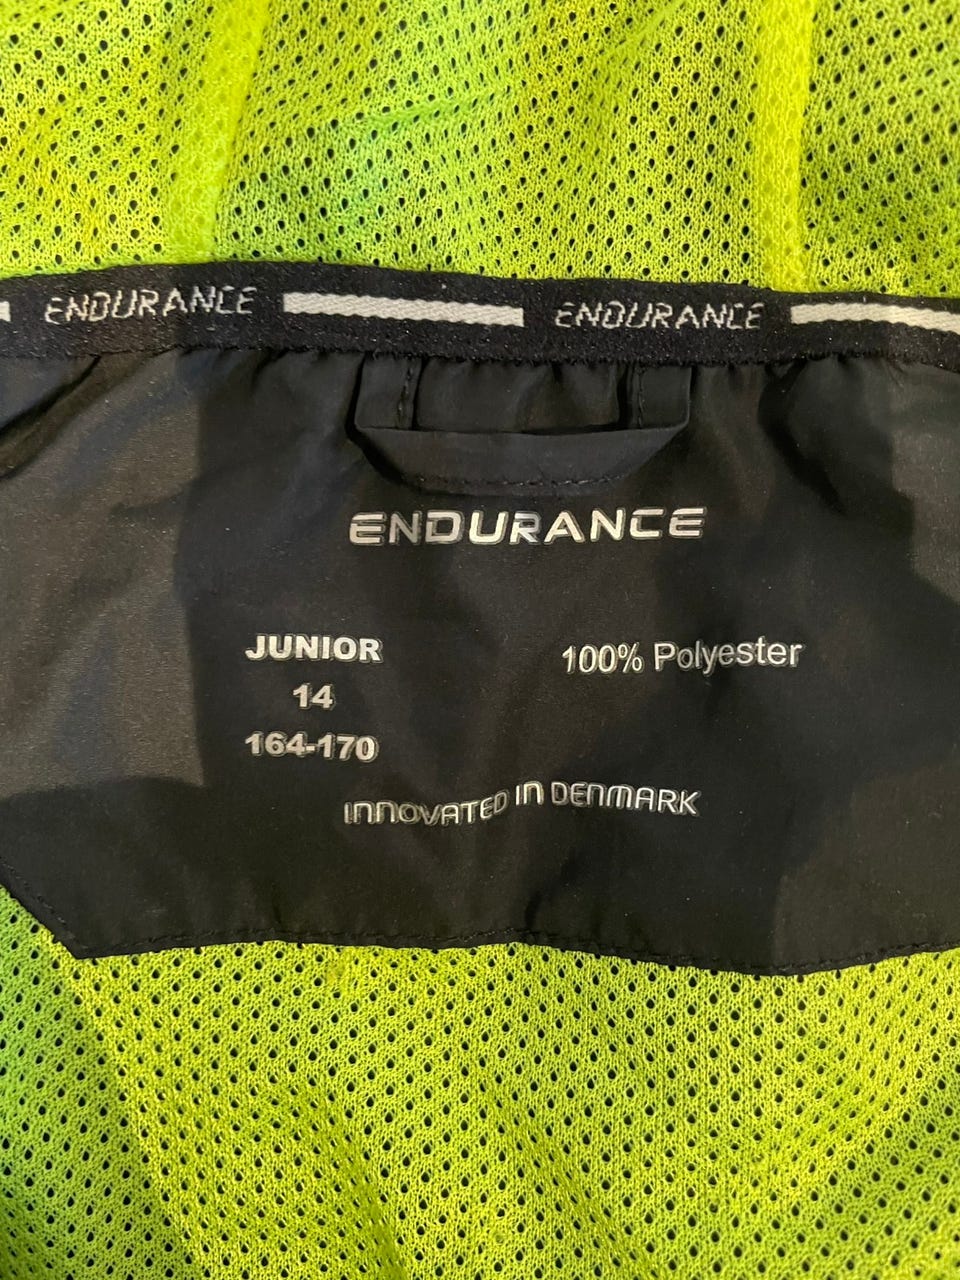 ENDURANCE ENDURANCE
ENDURANCE
JUNIOR
14
164-170
100% Polyester
INNOVATED IN DENMARK